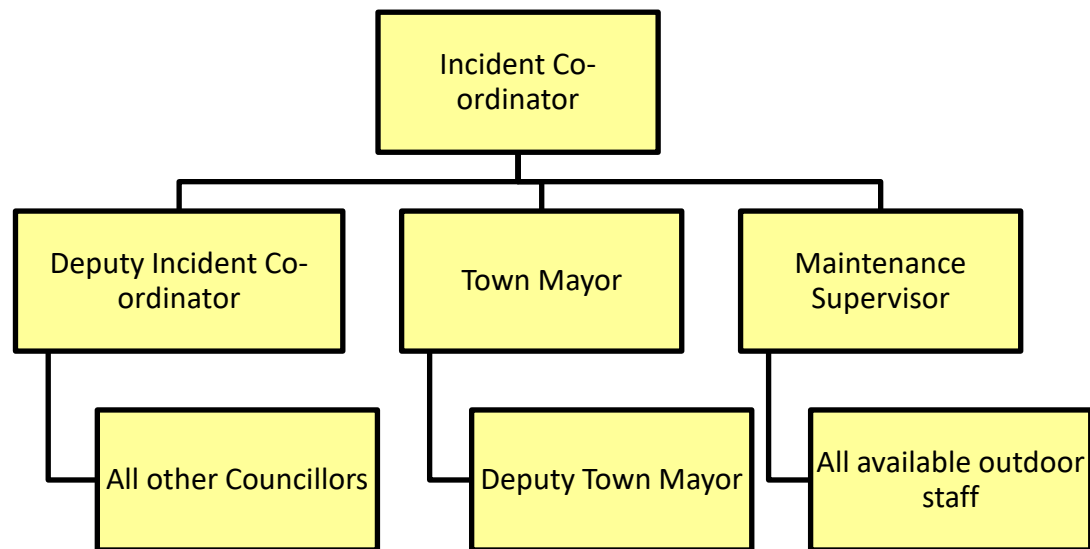 Incident Co-
ordinator
Deputy Incident Co-
ordinator
Town Mayor
Maintenance
Supervisor
All other Councillors
Deputy Town Mayor
All available outdoor
staff